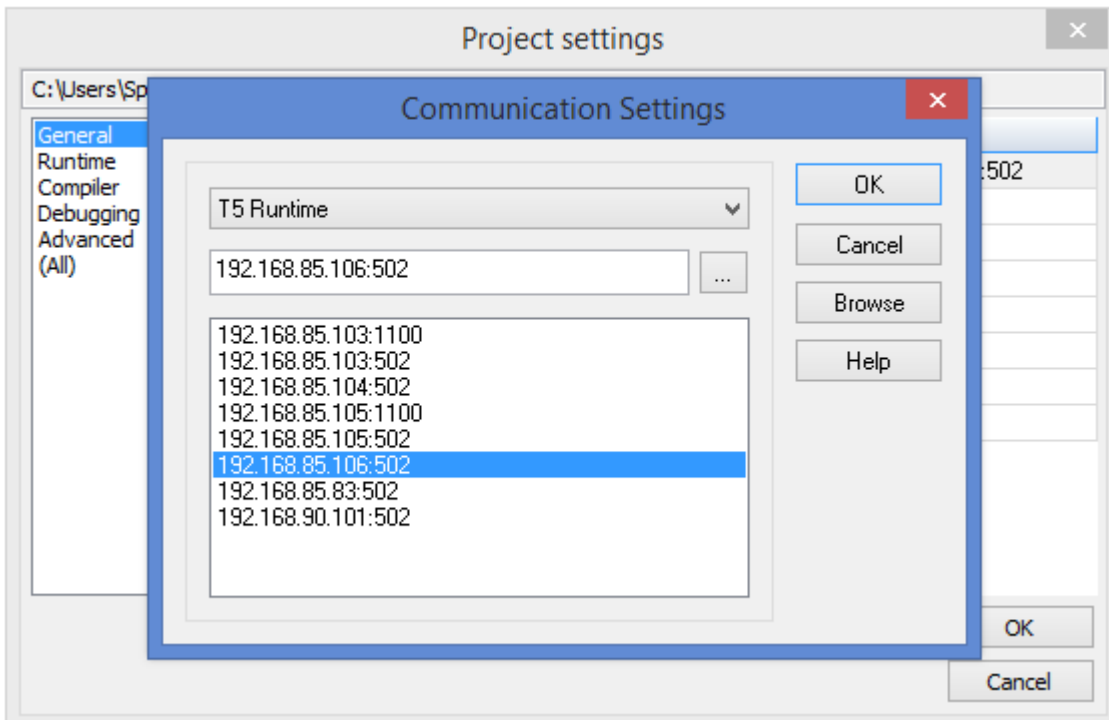 Project settings
C:\Users\Sp
Communication Settings
General
Runtime
Compiler
Debugging
Advanced
(All)
:502
T5 Runtime
192.168.85.106:502
...
192.168.85.103:1100
192.168.85.103:502
192.168.85.104:502
192.168.85.105:1100
192.168.85.105:502
192.168.85.106:502
192.168.85.83:502
192.168.90.101:502
OK
Cancel
Browse
Help
OK
Cancel